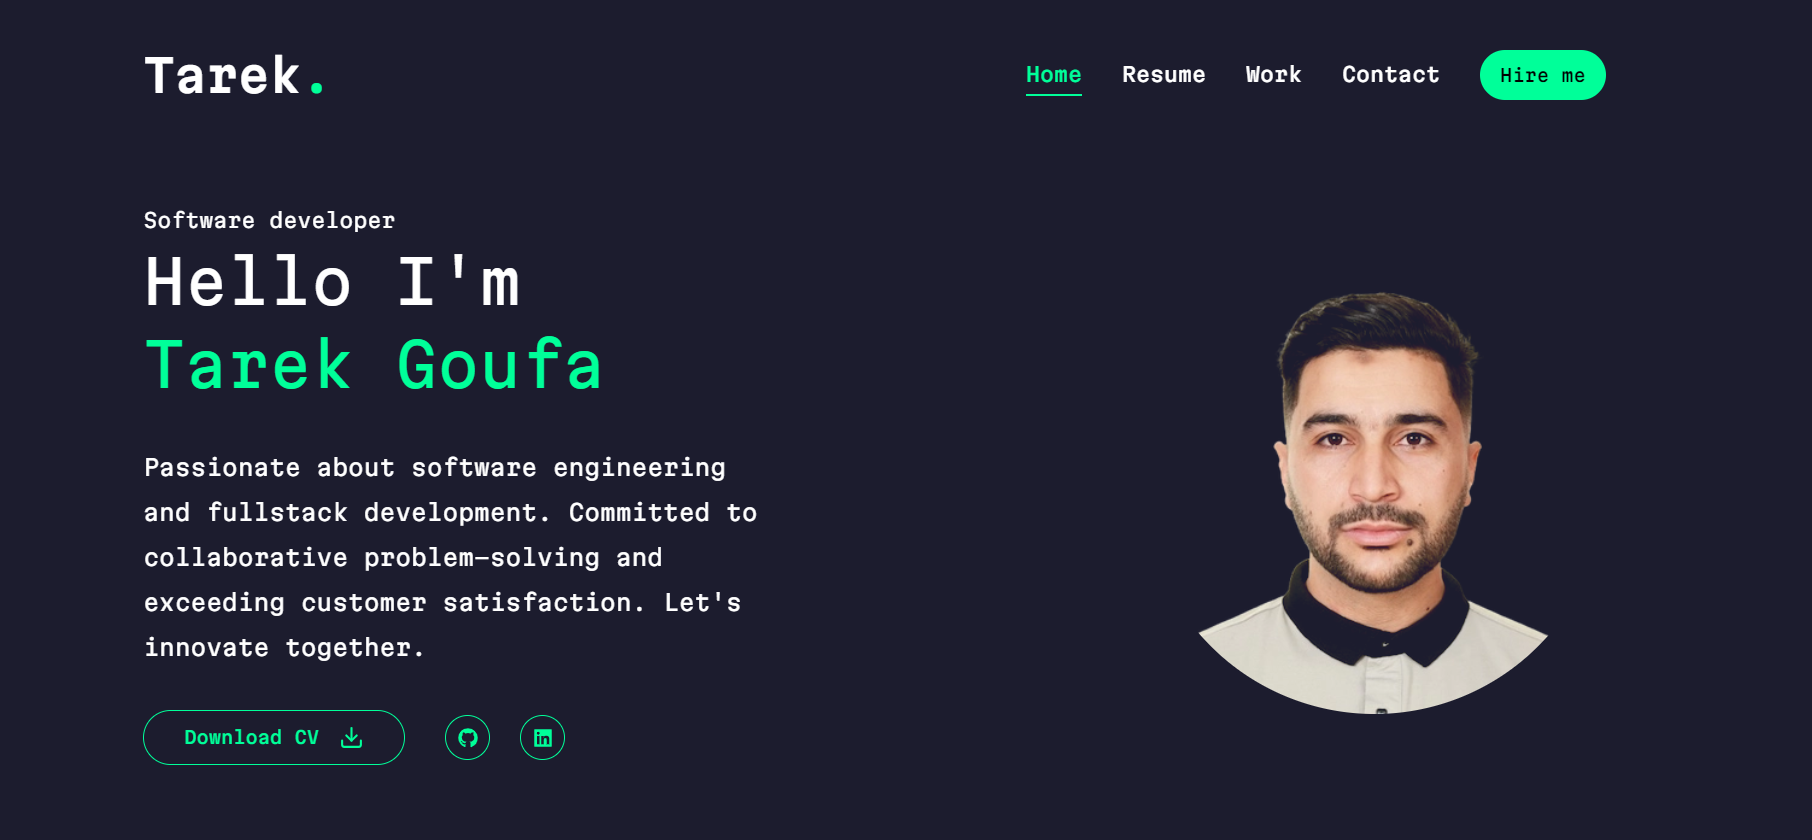 Tarek.
Home Resume Work Contact Hire me
Software developer
Hello I'm
Tarek Goufa
Passionate about software engineering
and fullstack development. Committed to
collaborative problem-solving and
exceeding customer satisfaction. Let's
innovate together.
Download CV
in